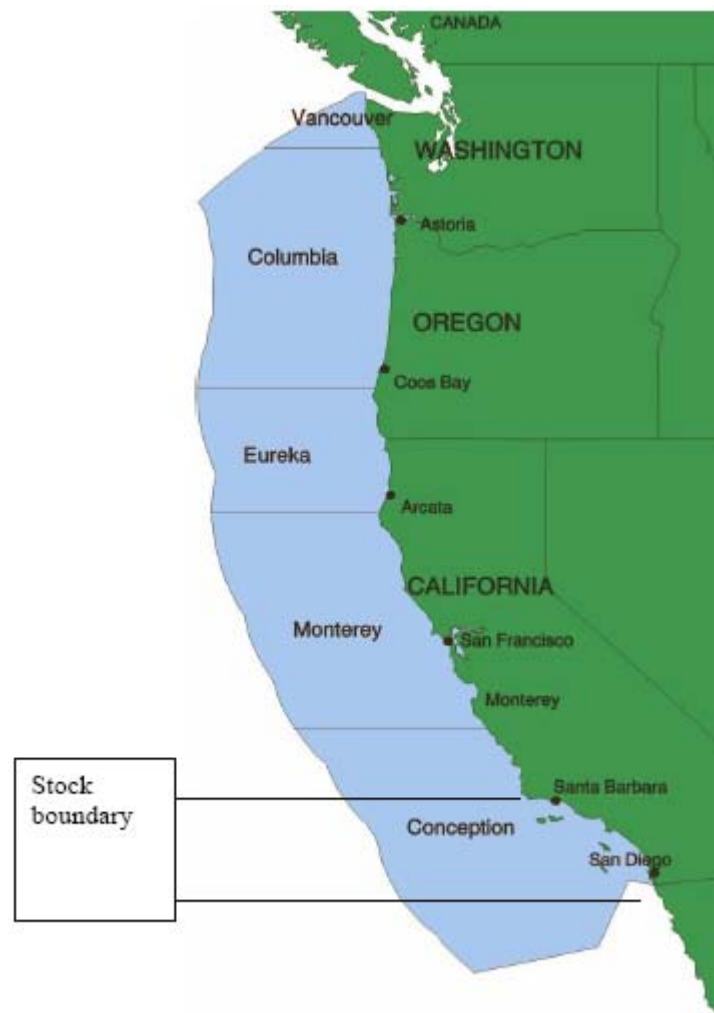 CANADA
Vancouver
WASHINGTON
Astoria
Columbia
OREGON
Coos Bay
Eureka
Arcata
CALIFORNIA
Monterey
San Francisco
Monterey
Stock
boundary
Santa Barbara
Conception
San Diego